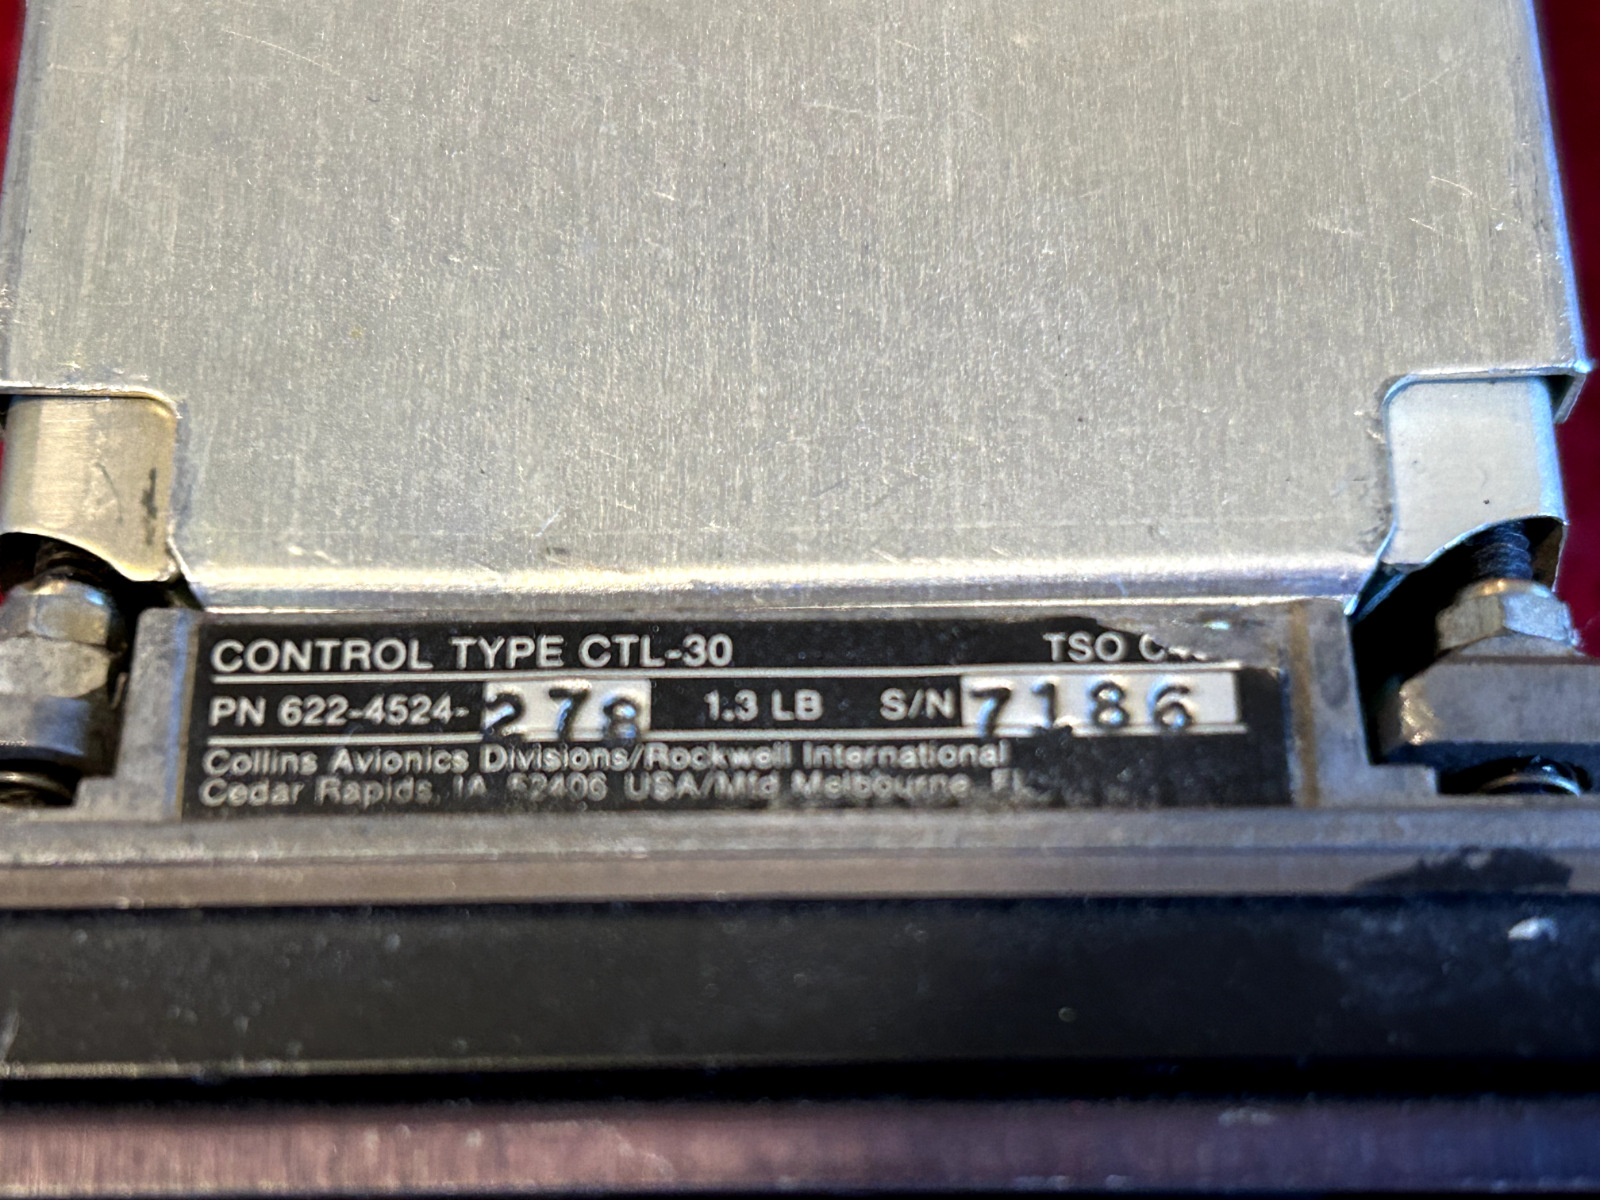 CONTROL TYPE CTL-30 TSO
PN 622-4524-278 1.3 LB S/N 7186
Collins Avionics Divisions/Rockwell International
Cedar Rapids, IA 52406 USA/Mfd Melbourne, FL